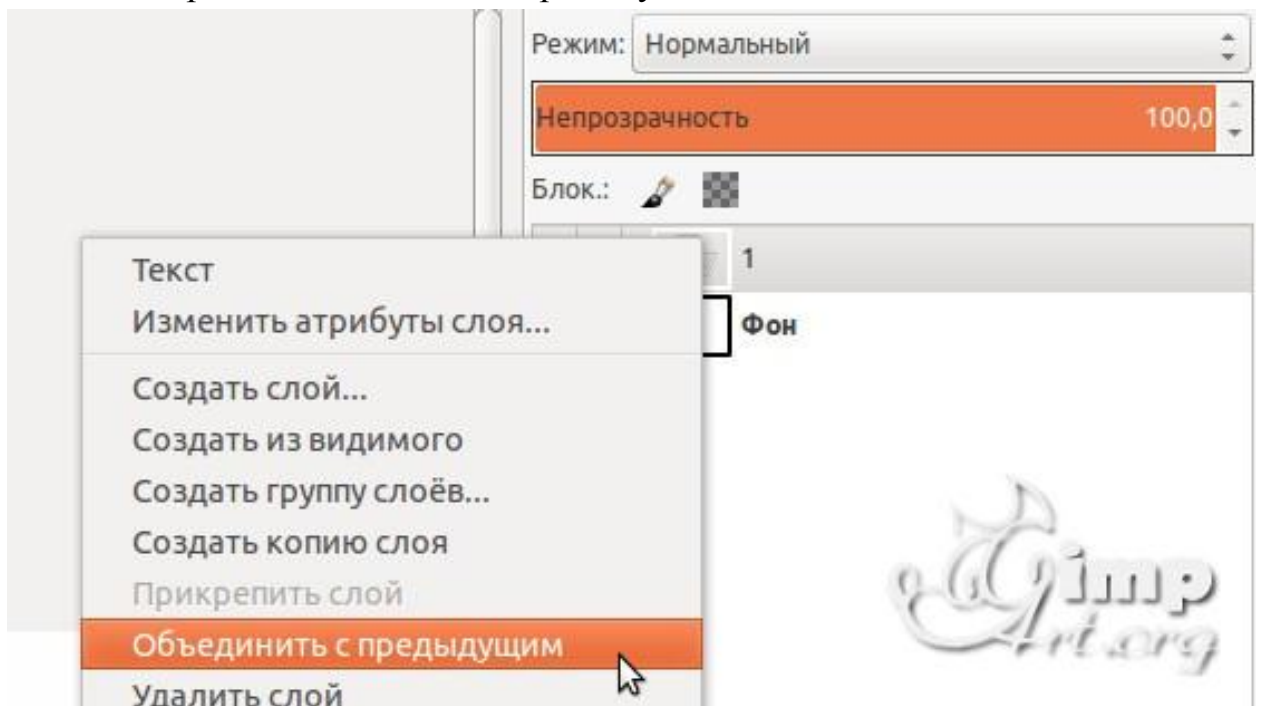 Режим: Нормальный
Непрозрачность 100,0
Блок.:
1
Фон
Текст
Изменить атрибуты слоя...
Создать слой...
Создать из видимого
Создать группу слоёв...
Создать копию слоя
Прикрепить слой
Объединить с предыдущим
Удалить слой
Gimp
Art.org